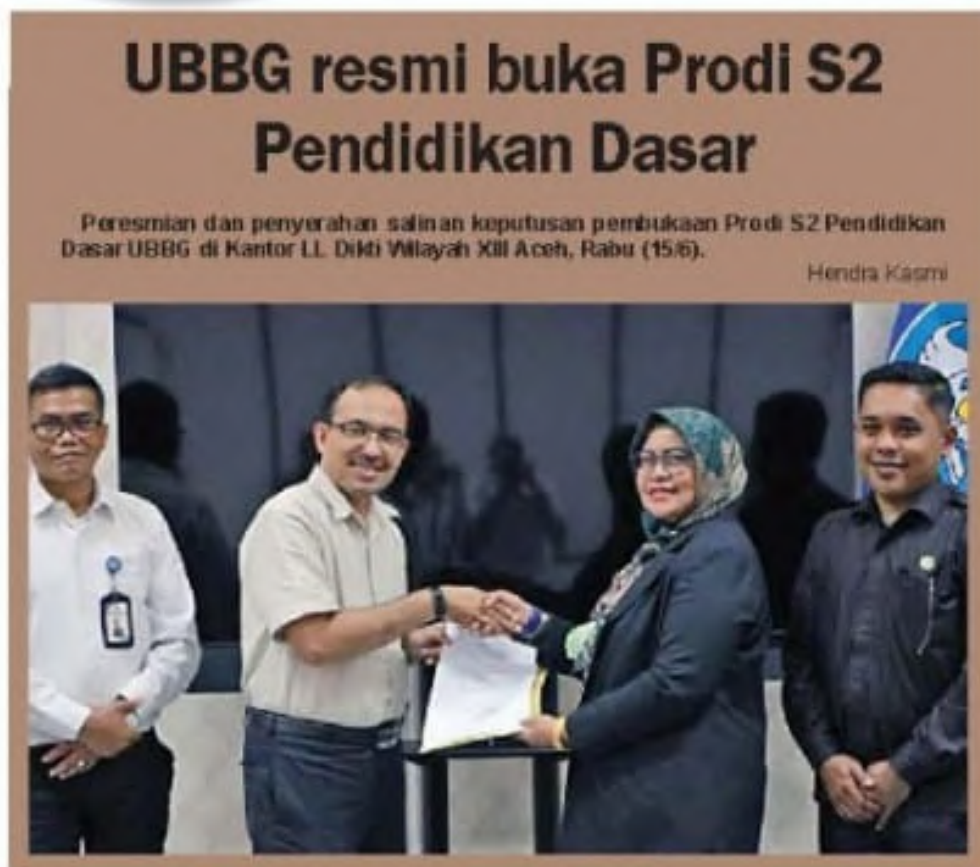 UBBG resmi buka Prodi S2
Pendidikan Dasar
Peresmian dan penyerahan salinan keputusan pembukaan Prodi S2 Pendidikan
Dasar UBBG di Kantor LL Dikti Wilayah XIII Aceh, Rabu (15/6).
Hendra Kasmi